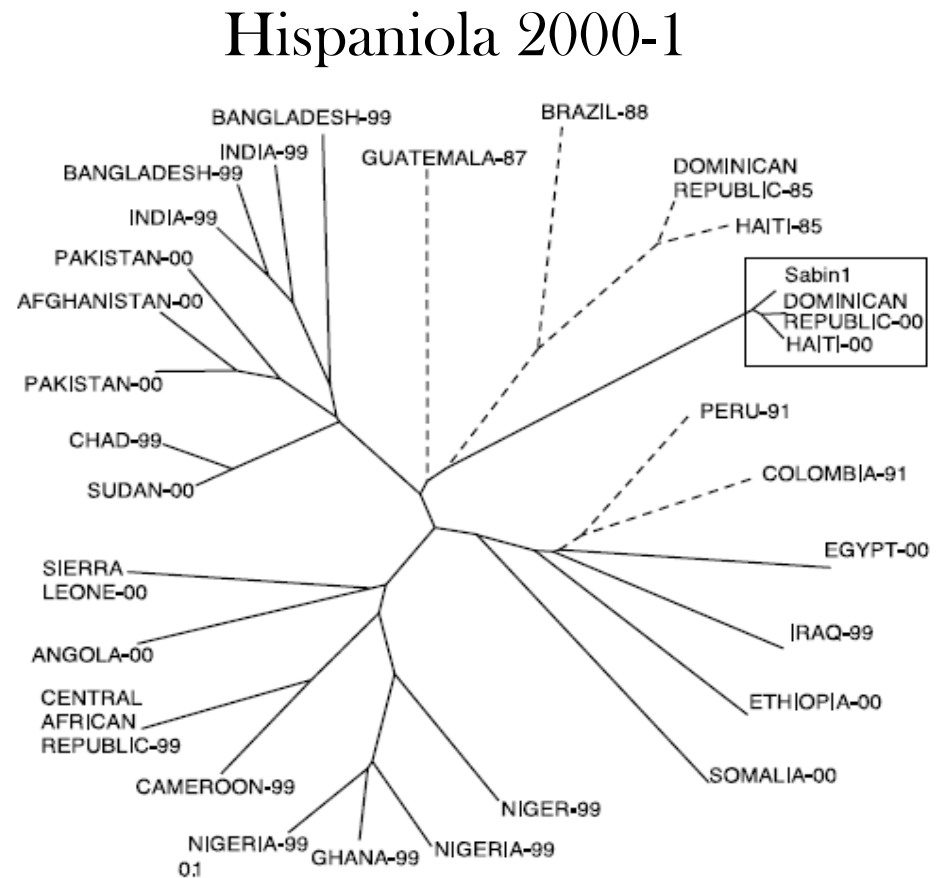 Hispaniola 2000-1
BANGLADESH-99
BRAZIL-88
INDIA-99
GUATEMALA-87
BANGLADESH-99
DOMINICAN
REPUBLIC-85
INDIA-99
HAITI-85
PAKISTAN-00
Sabin1
AFGHANISTAN-00
DOMINICAN
REPUBLIC-00
HAITI-00
PAKISTAN-00
PERU-91
CHAD-99
COLOMBIA-91
SUDAN-00
EGYPT-00
SIERRA
LEONE-00
IRAQ-99
ANGOLA-00
CENTRAL
AFRICAN
REPUBLIC-99
ETHIOPIA-00
SOMALIA-00
CAMEROON-99
NIGER-99
NIGERIA-99
GHANA-99
NIGERIA-99
0.1